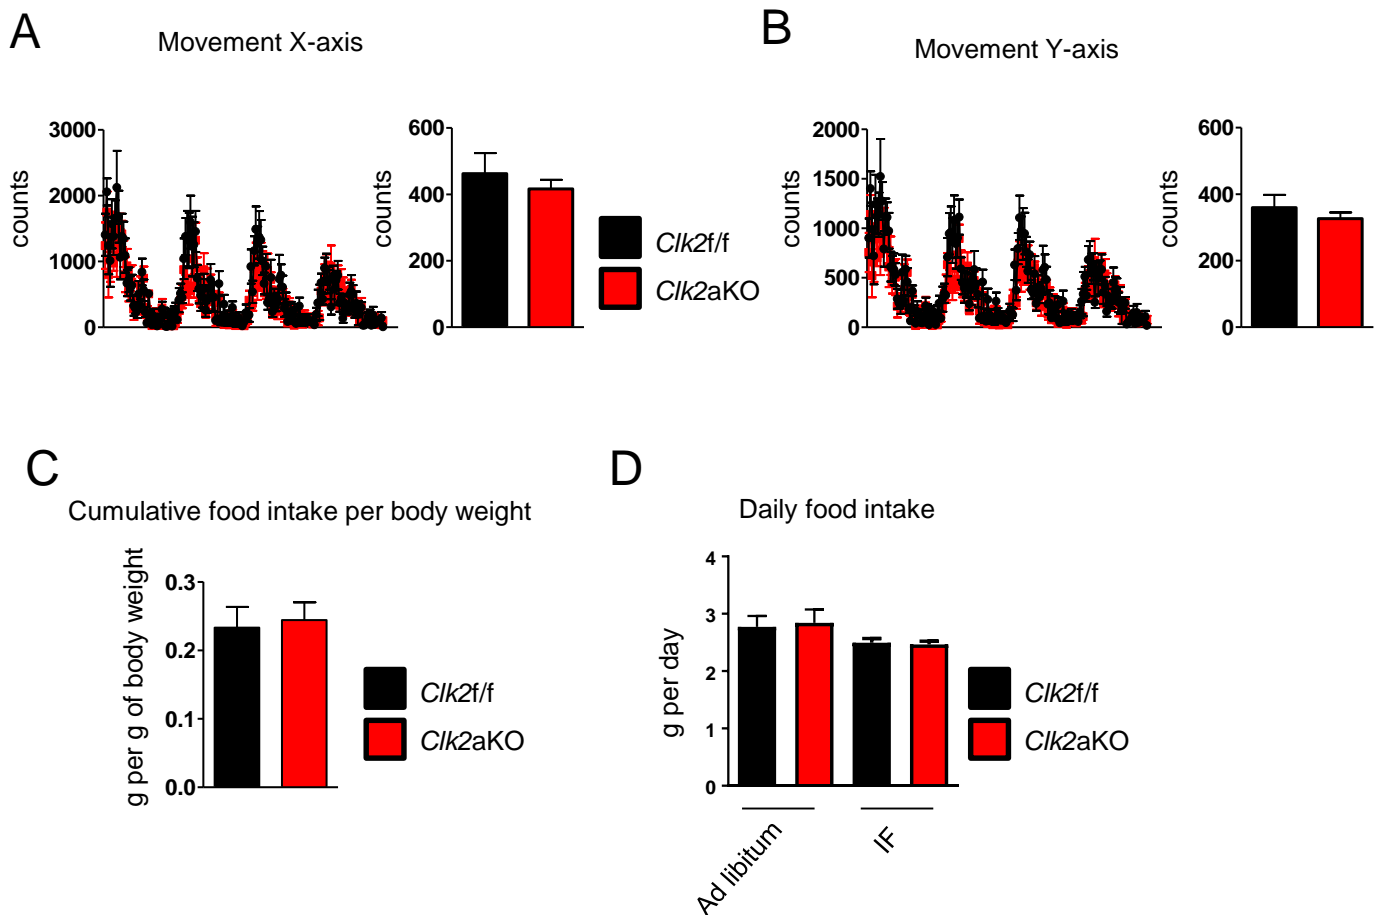 A
Movement X-axis
counts
3000
2000
1000
0
counts
600
400
200
0
Clk2f/f
Clk2aKO
B
Movement Y-axis
counts
2000
1500
1000
500
0
counts
600
400
200
0
C
Cumulative food intake per body weight
g per g of body weight
0.3
0.2
0.1
0.0
Clk2f/f
Clk2aKO
D
Daily food intake
g per day
4
3
2
1
0
Ad libitum
IF
Clk2f/f
Clk2aKO